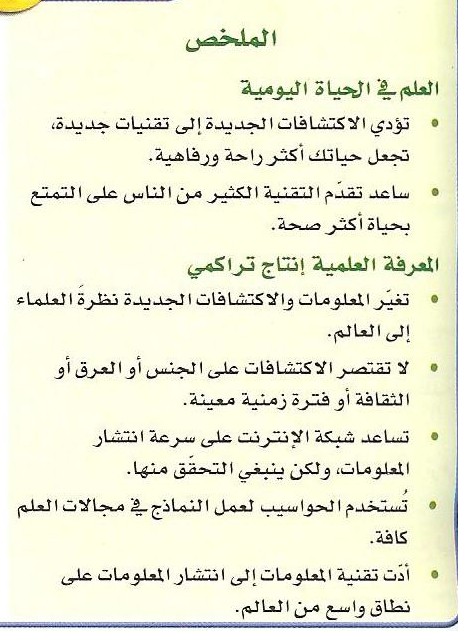 الملخص
العلم في الحياة اليومية
• تؤدي الاكتشافات الجديدة إلى تقنيات جديدة،
تجعل حياتك أكثر راحة ورفاهية.
• ساعد تقدّم التقنية الكثير من الناس على التمتع
بحياة أكثر صحة.
المعرفة العلمية إنتاج تراكمي
• تغيّر المعلومات والاكتشافات الجديدة نظرةَ العلماء
إلى العالم.
• لا تقتصر الاكتشافات على الجنس أو العرق أو
الثقافة أو فترة زمنية معينة.
• تساعد شبكة الإنترنت على سرعة انتشار
المعلومات، ولكن ينبغي التحقّق منها.
• تُستخدم الحواسيب لعمل النماذج في مجالات العلم
كافة.
• أدّت تقنية المعلومات إلى انتشار المعلومات على
نطاق واسع من العالم.